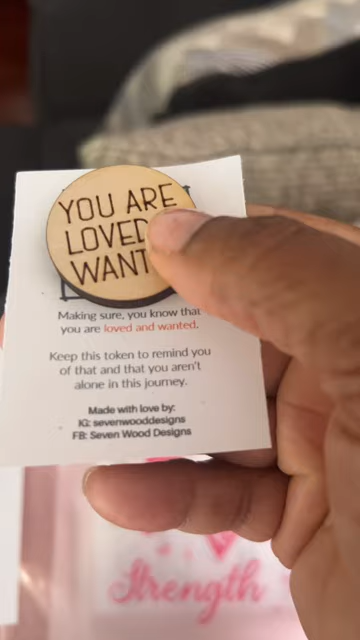 YOU ARE
LOVED
WANT
Making sure, you know that
you are loved and wanted.
Keep this token to remind you
of that and that you aren't
alone in this journey.
Made with love by:
IG: sevenwooddesigns
FB: Seven Wood Designs
Strength